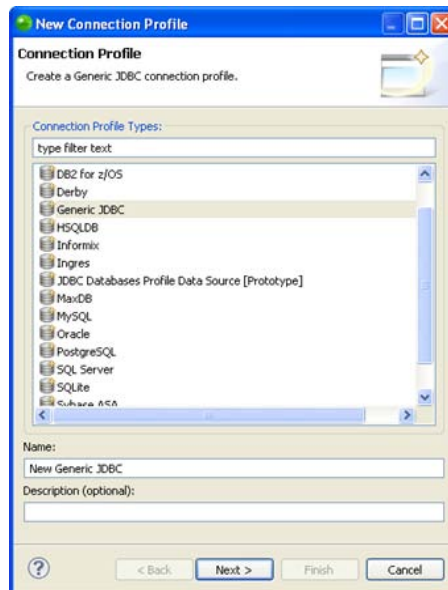 New Connection Profile
Connection Profile
Create a Generic JDBC connection profile.
Connection Profile Types:
type filter text
DB2 for z/OS
Derby
Generic JDBC
HSQLDB
Informix
Ingres
JDBC Databases Profile Data Source [Prototype]
MaxDB
MySQL
Oracle
PostgreSQL
SQL Server
SQLite
Sybase ASA
Name:
New Generic JDBC
Description (optional):
? < Back Next > Finish Cancel